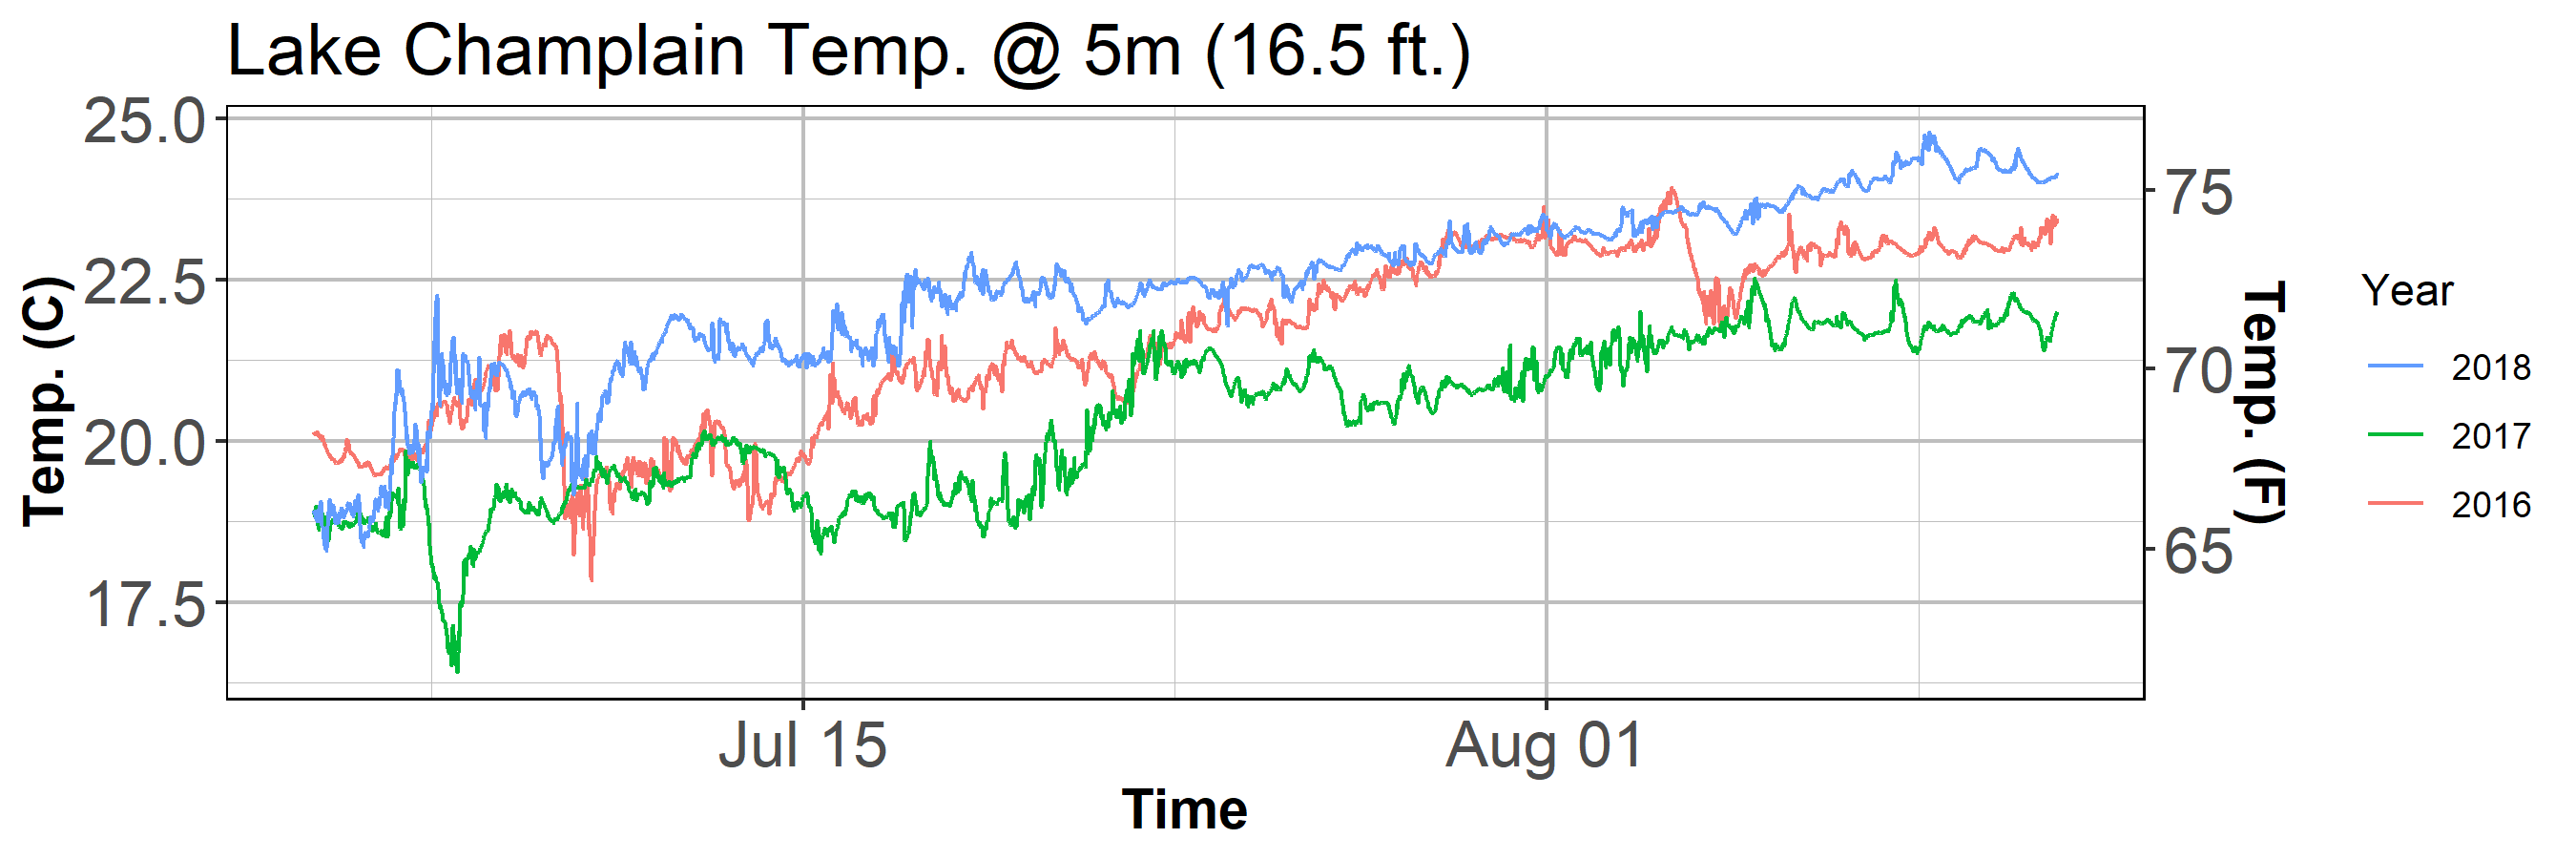 Lake Champlain Temp. @ 5m (16.5 ft.)
25.0
22.5
20.0
17.5
Temp. (C)
75
70
65
Temp. (F)
Jul 15
Aug 01
Time
Year
2018
2017
2016